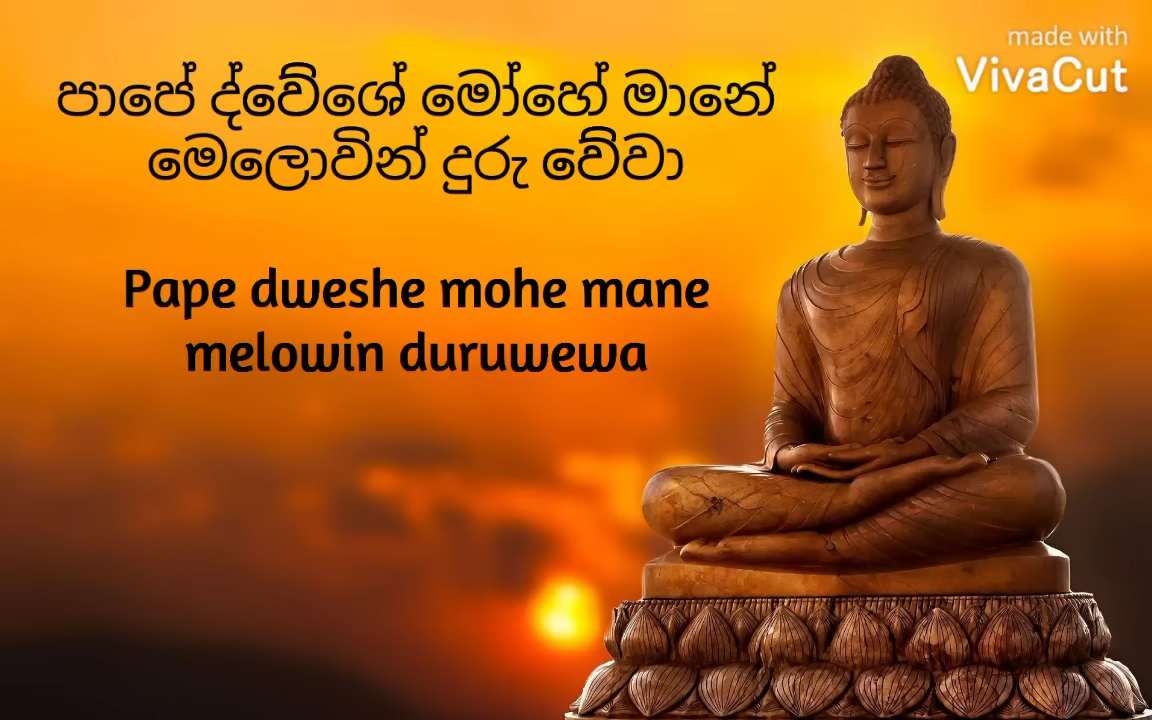 made with
VivaCut
පාපේ ද්වේශේ මෝහේ මානේ
මෙලොවින් දුරු වේවා
Pape dweshe mohe mane
melowin duruwewa